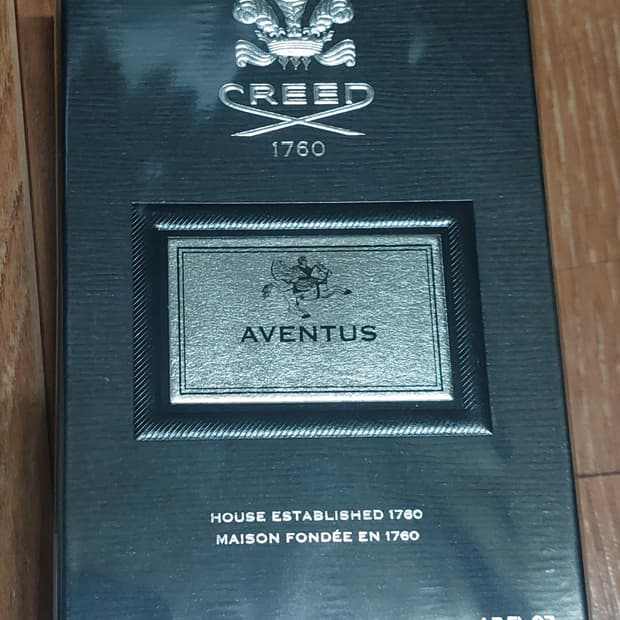 CREED
1760
AVENTUS
HOUSE ESTABLISHED 1760
MAISON FONDÉE EN 1760